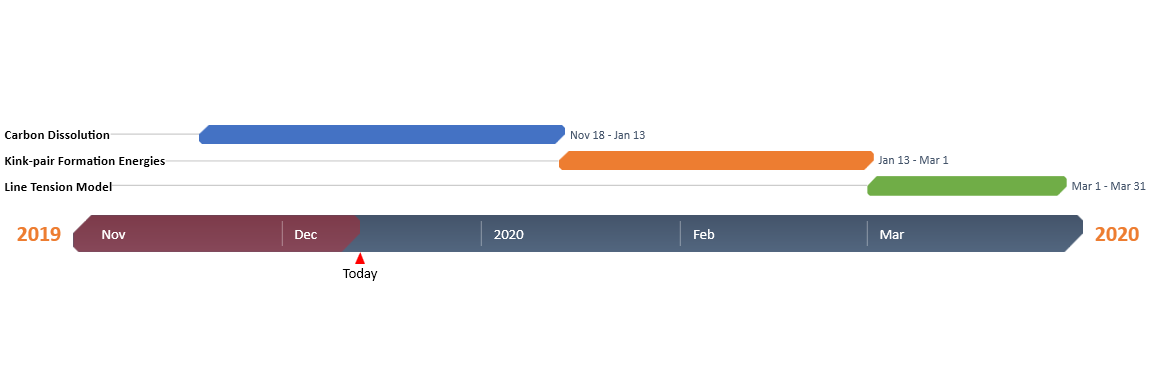 Carbon Dissolution Nov 18 - Jan 13
Kink-pair Formation Energies Jan 13 - Mar 1
Line Tension Model Mar 1 - Mar 31
2019 Nov Dec 2020 Feb Mar 2020
Today